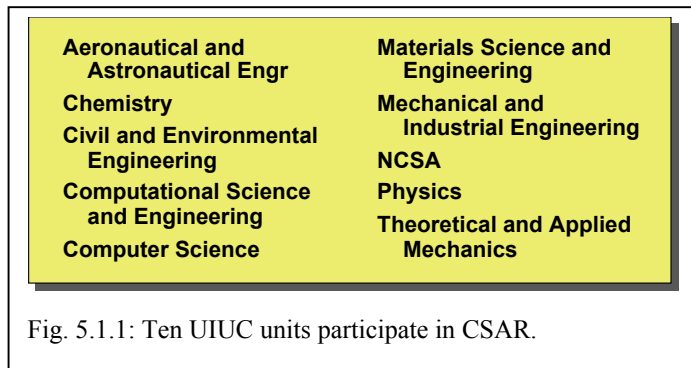 Aeronautical and
Astronautical Engr
Chemistry
Civil and Environmental
Engineering
Computational Science
and Engineering
Computer Science
Materials Science and
Engineering
Mechanical and
Industrial Engineering
NCSA
Physics
Theoretical and Applied
Mechanics
Fig. 5.1.1: Ten UIUC units participate in CSAR.